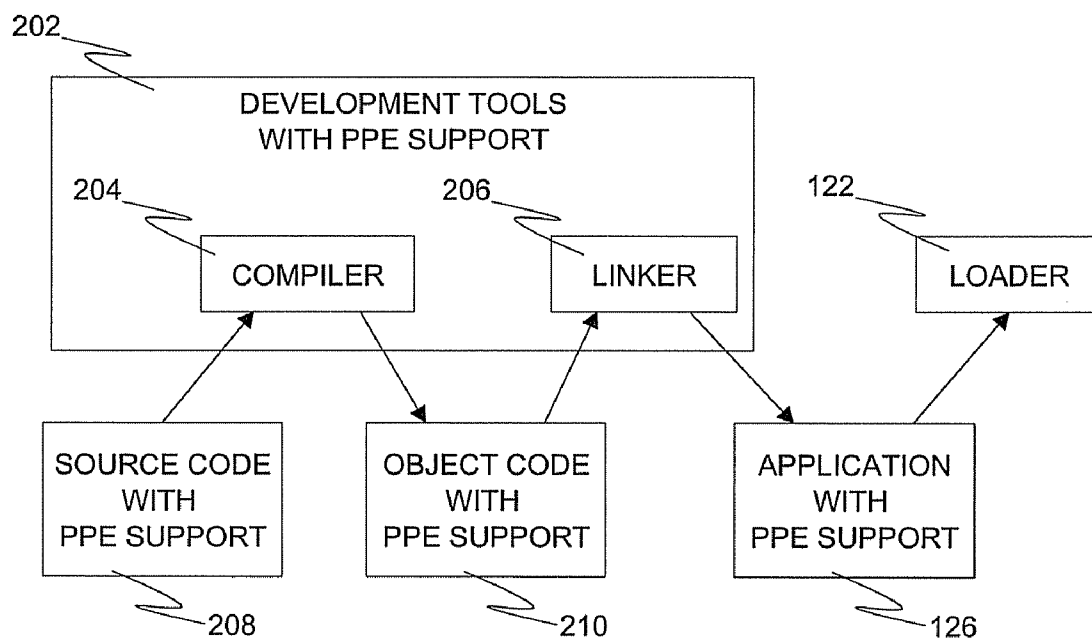 202
DEVELOPMENT TOOLS
WITH PPE SUPPORT
204
206
122
COMPILER
LINKER
LOADER
SOURCE CODE
WITH
PPE SUPPORT
OBJECT CODE
WITH
PPE SUPPORT
APPLICATION
WITH
PPE SUPPORT
208
210
126